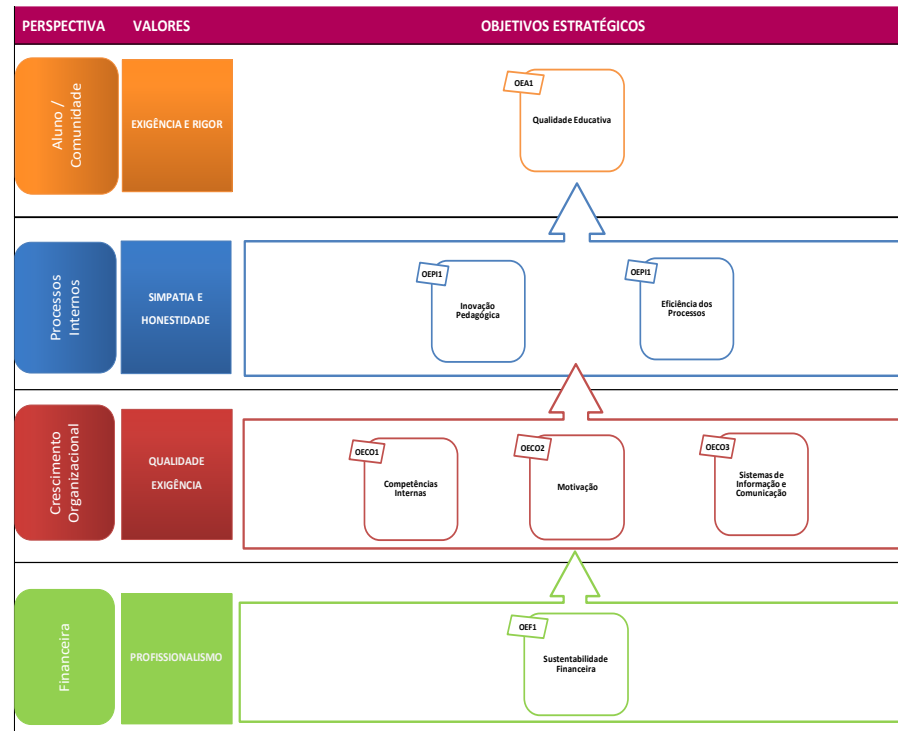 PERSPECTIVA VALORES OBJETIVOS ESTRATÉGICOS
Aluno /
Comunidade
EXIGÊNCIA E RIGOR
OEA1
Qualidade Educativa
Processos
Internos
SIMPATIA E
HONESTIDADE
OEPI1
Inovação
Pedagógica
OEPI1
Eficiência dos
Processos
Crescimento
Organizacional
QUALIDADE
EXIGÊNCIA
OECO1
Competências
Internas
OECO2
Motivação
OECO3
Sistemas de
Informação e
Comunicação
Financeira
PROFISSIONALISMO
OEF1
Sustentabilidade
Financeira